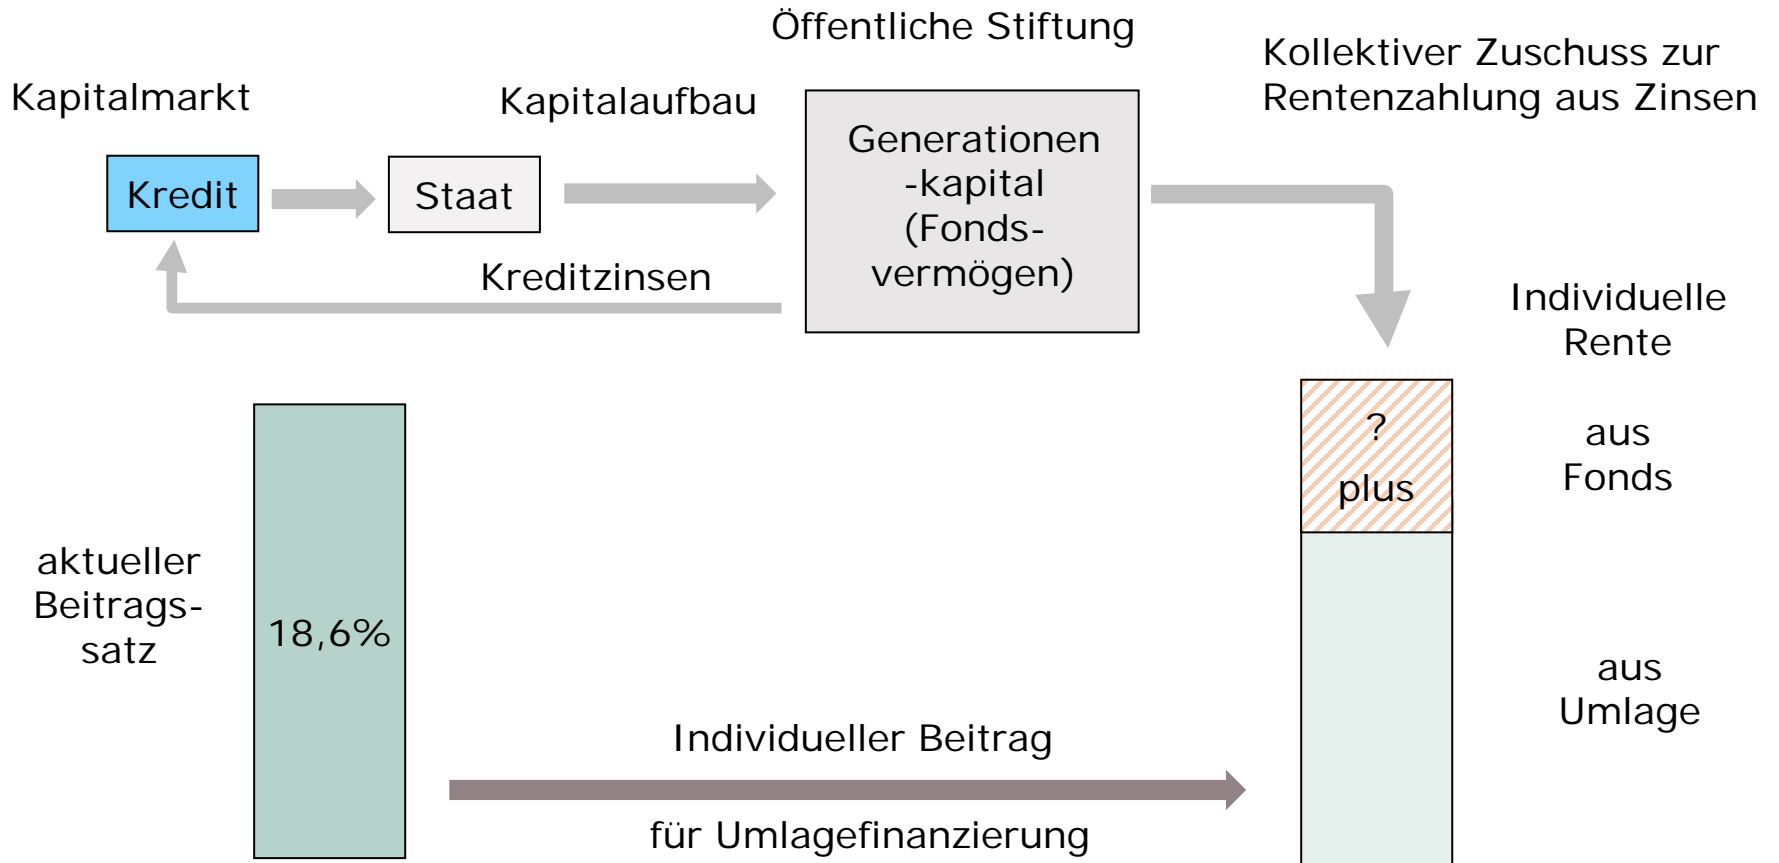 Öffentliche Stiftung
Kollektiver Zuschuss zur
Rentenzahlung aus Zinsen
Kapitalmarkt
Kapitalaufbau
Kredit
Staat
Generationen
-kapital
(Fonds-
vermögen)
Kreditzinsen
Individuelle
Rente
?
plus
aus
Fonds
aktueller
Beitrags-
satz
18,6%
aus
Umlage
Individueller Beitrag
für Umlagefinanzierung